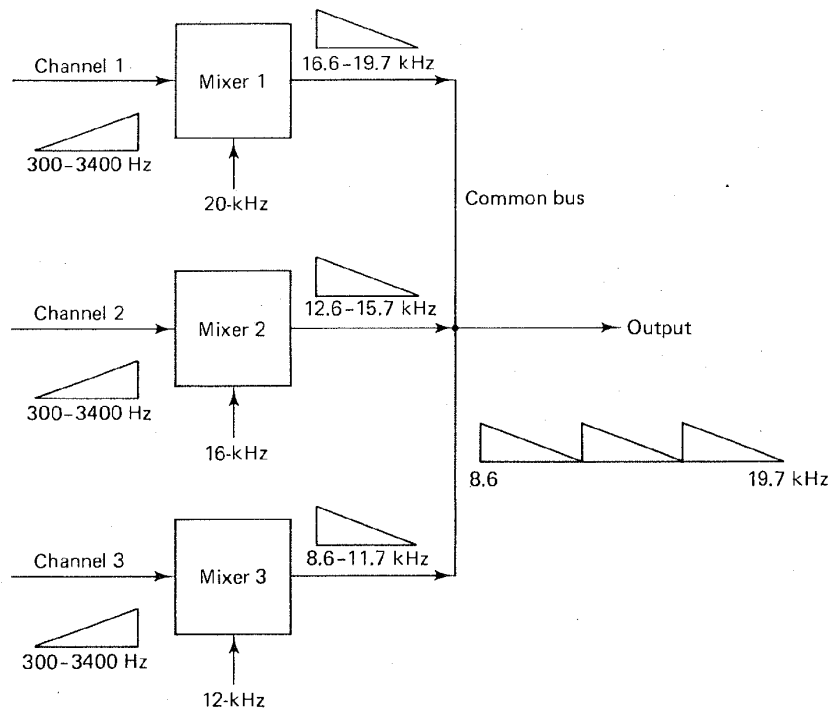 Channel 1
300-3400 Hz
Mixer 1
20-kHz
16.6-19.7 kHz
Common bus
Channel 2
300-3400 Hz
Mixer 2
16-kHz
12.6-15.7 kHz
Output
8.6
19.7 kHz
Channel 3
300-3400 Hz
Mixer 3
12-kHz
8.6-11.7 kHz